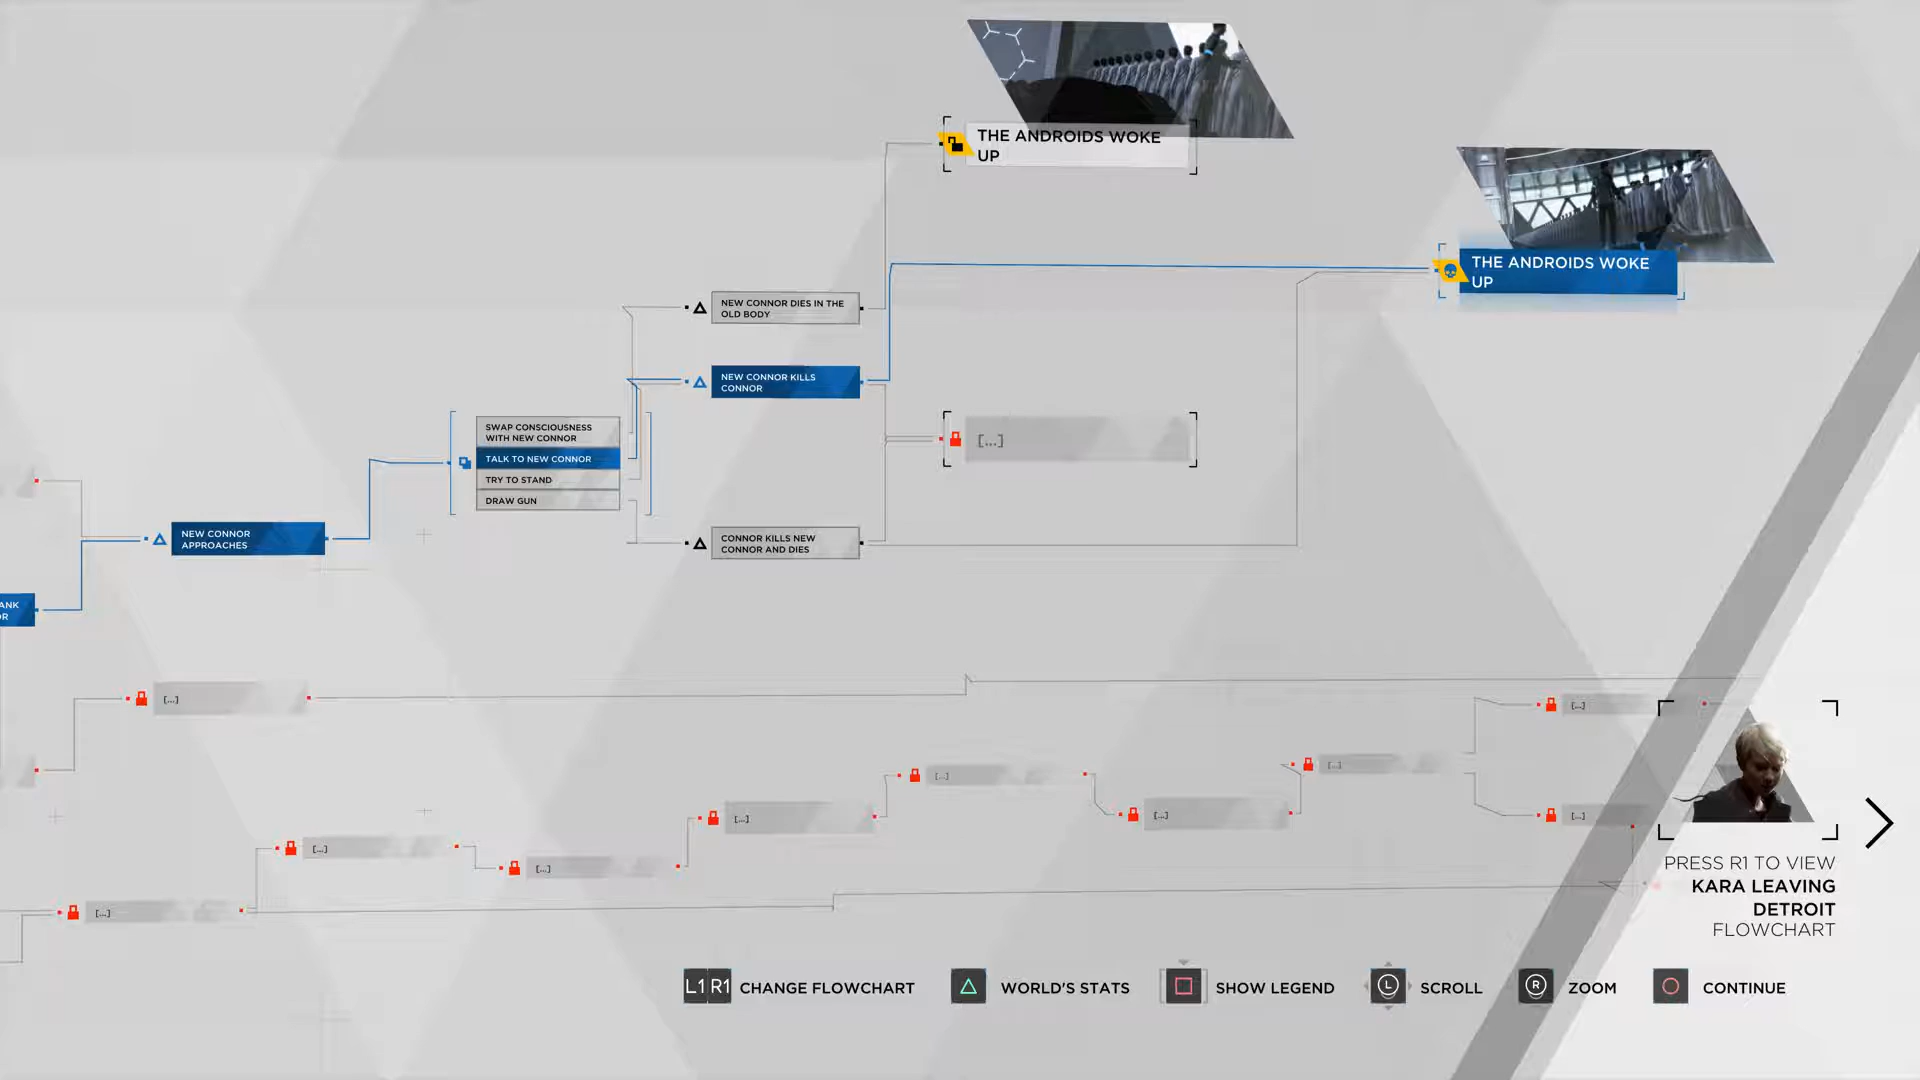 THE ANDROIDS WOKE
UP
THE ANDROIDS WOKE
UP
NEW CONNOR DIES IN THE
OLD BODY
NEW CONNOR KILLS
CONNOR
SWAP CONSCIOUSNESS
WITH NEW CONNOR
TALK TO NEW CONNOR
TRY TO STAND
DRAW GUN
[...]
NEW CONNOR
APPROACHES
CONNOR KILLS NEW
CONNOR AND DIES
ANK
OR
[...]
[...]
[...]
[...]
[...]
[...]
[...]
[...]
[...]
[...]
PRESS R1 TO VIEW
KARA LEAVING
DETROIT
FLOWCHART
L1 R1 CHANGE FLOWCHART
WORLD'S STATS
SHOW LEGEND
L SCROLL
R ZOOM
CONTINUE